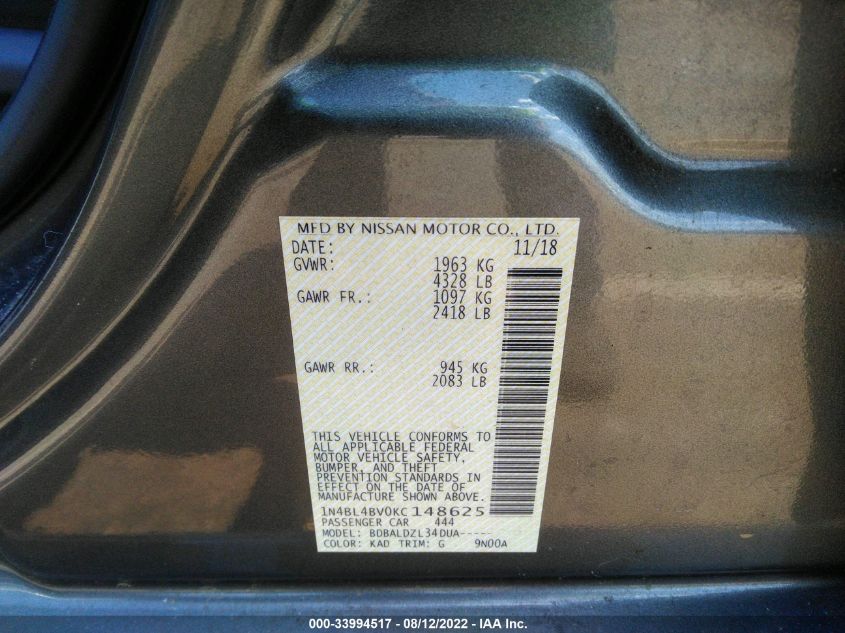 MFD BY NISSAN MOTOR CO., LTD.
DATE: 11/18
GVWR: 1963 KG
4328 LB
GAWR FR.: 1097 KG
2418 LB
GAWR RR.: 945 KG
2083 LB
THIS VEHICLE CONFORMS TO
ALL APPLICABLE FEDERAL
MOTOR VEHICLE SAFETY,
BUMPER, AND THEFT
PREVENTION STANDARDS IN
EFFECT ON THE DATE OF
MANUFACTURE SHOWN ABOVE.
1N4BL4BV0KC148625
PASSENGER CAR 444
MODEL: BDBALDZL34DUA-----
COLOR: KAD TRIM: G 9N00A
000-33994517 - 08/12/2022 - IAA Inc.